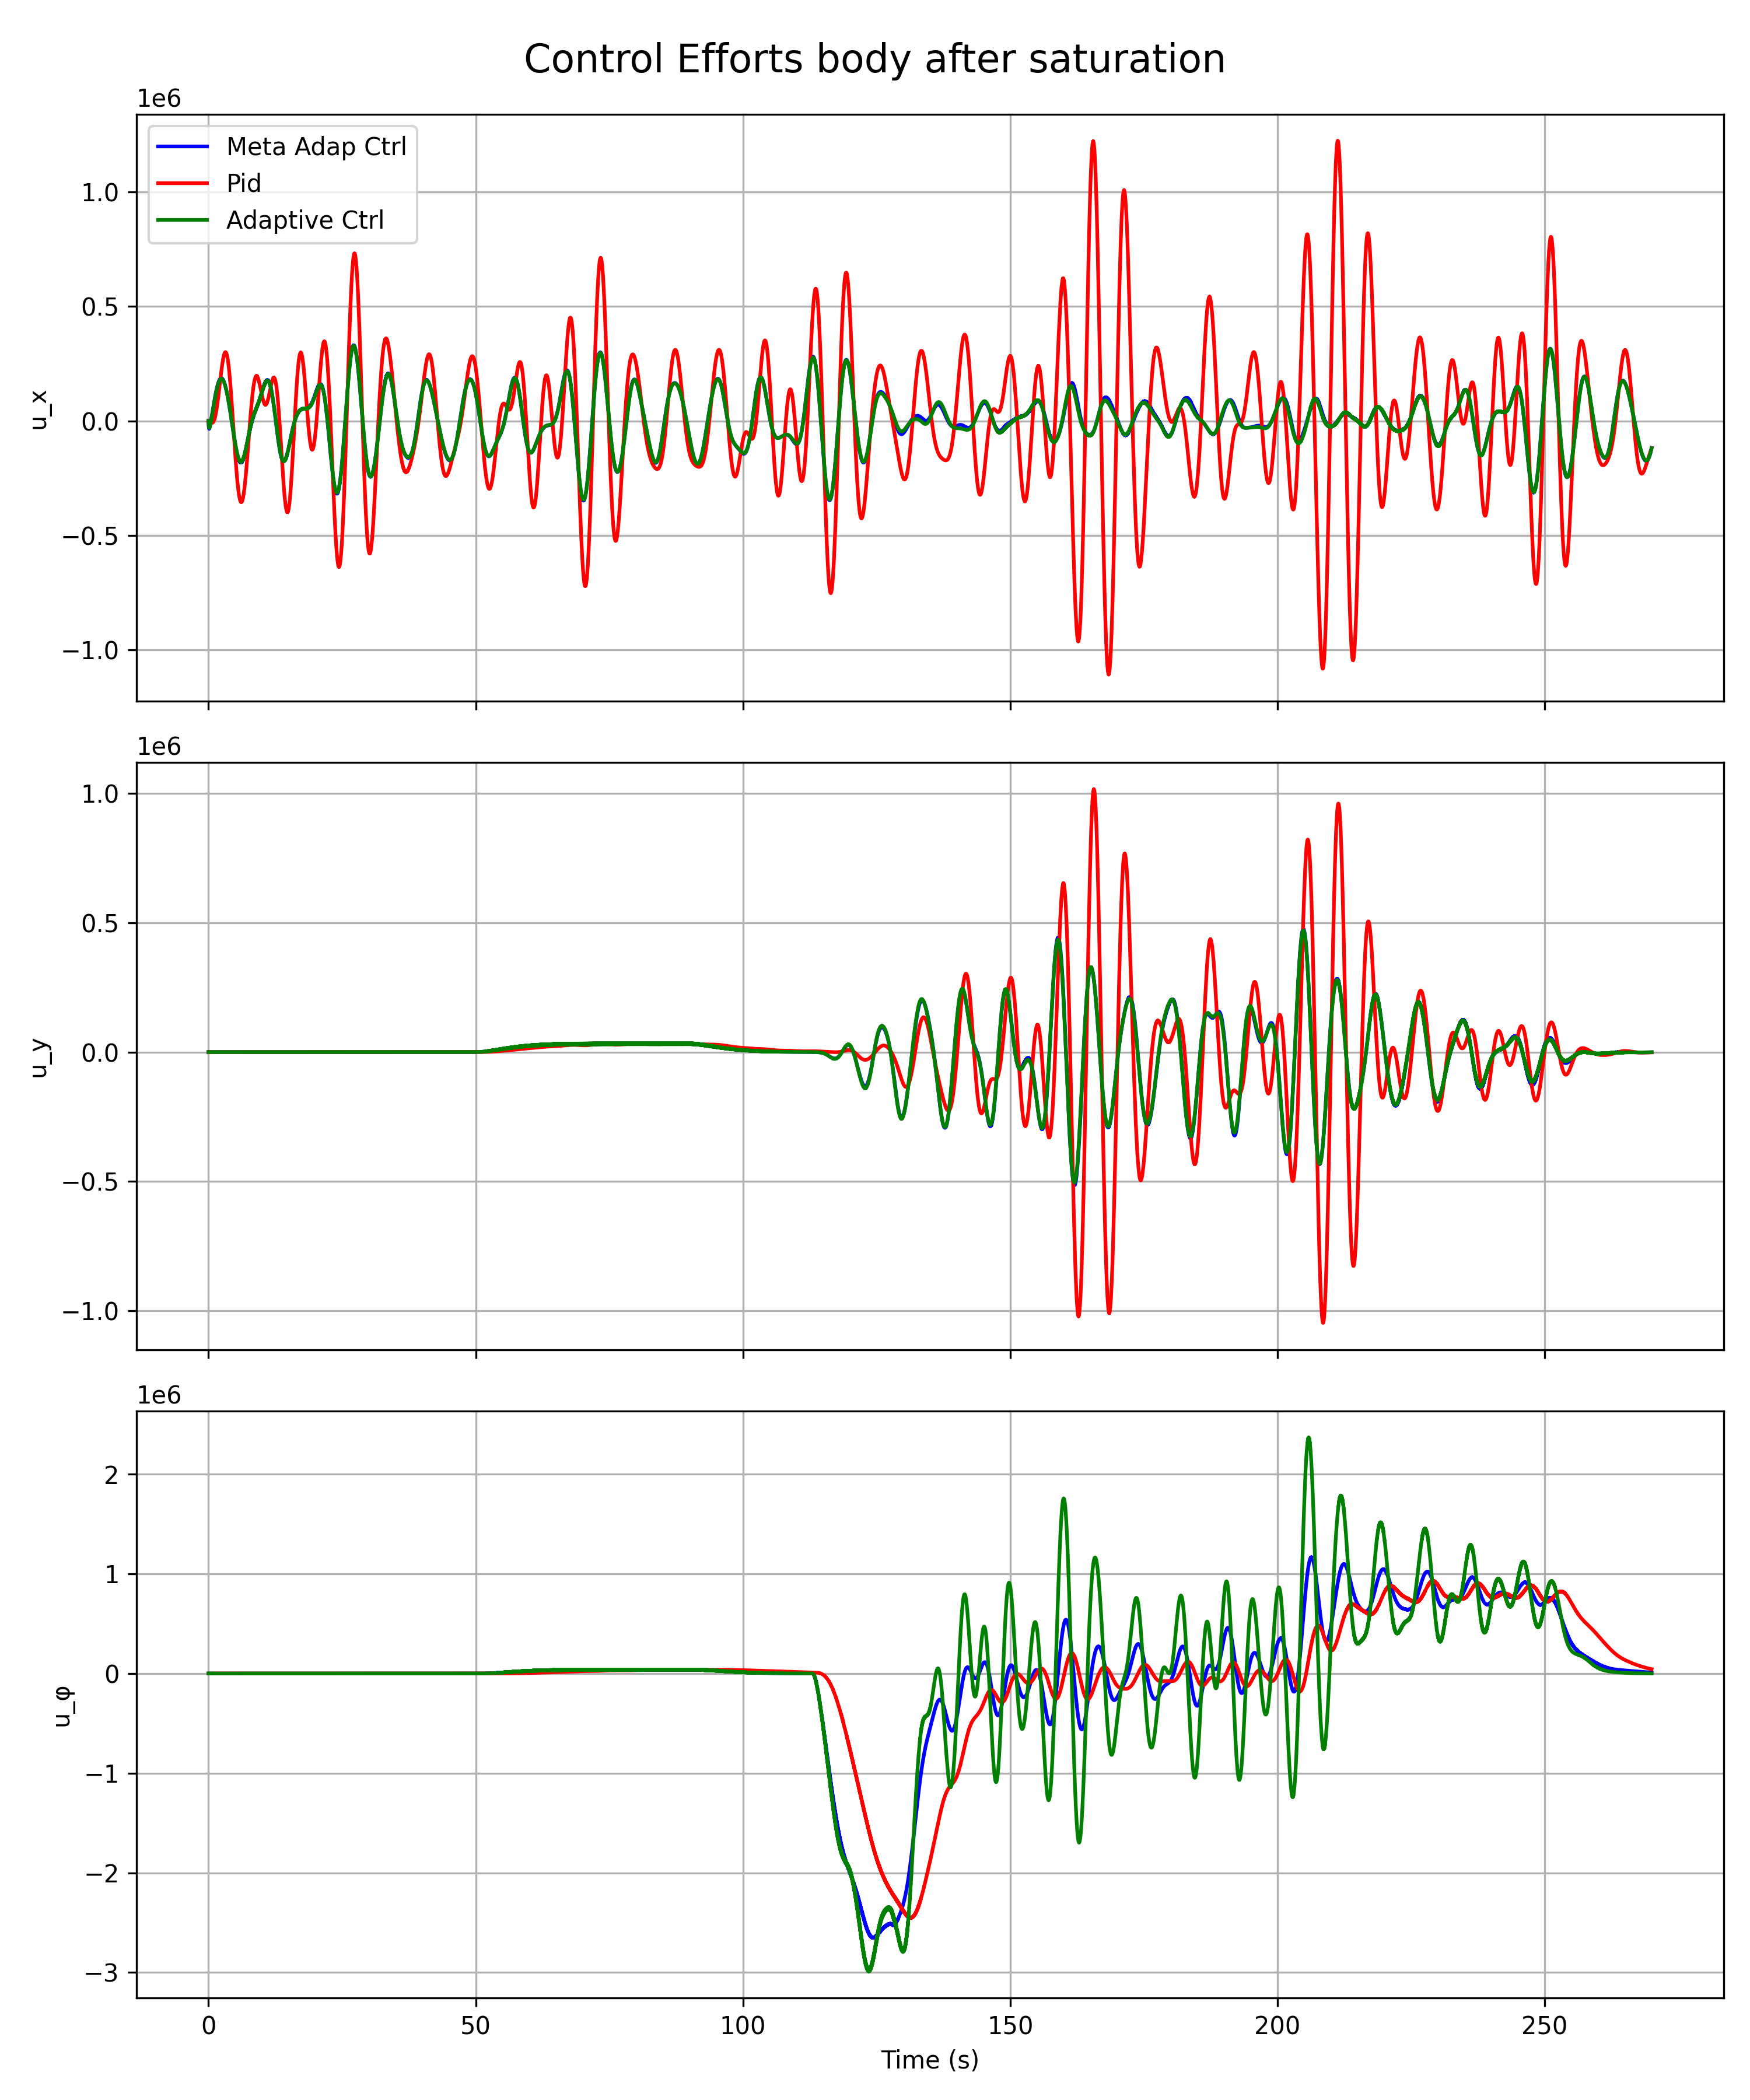 Control Efforts body after saturation
1e6
Meta Adap Ctrl
Pid
Adaptive Ctrl
1.0
0.5
0.0
−0.5
−1.0
u_x
1e6
1.0
0.5
0.0
−0.5
−1.0
u_y
1e6
2
1
0
−1
−2
−3
u_φ
0 50 100 150 200 250
Time (s)